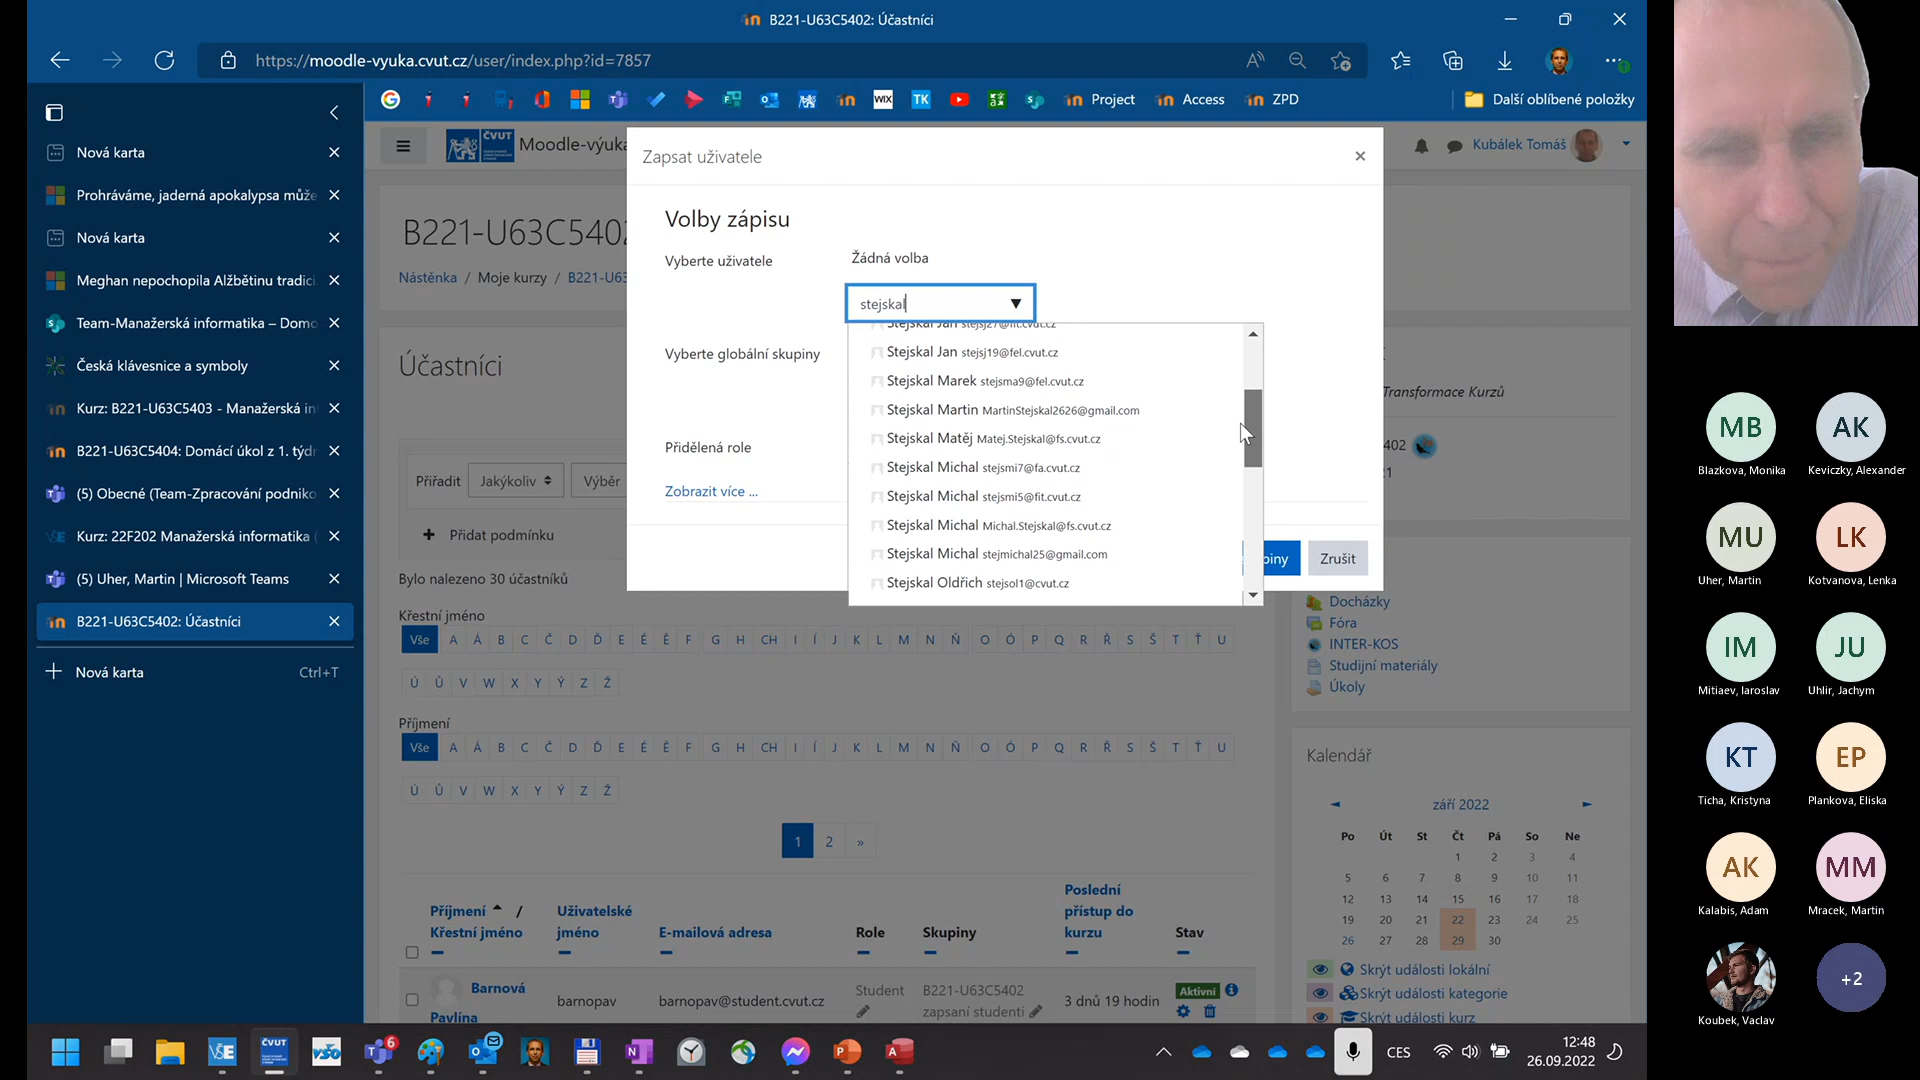 B221-U63C5402: Účastníci
https://moodle-vyuka.cvut.cz/user/index.php?id=7857
Project
Access
ZPD
Další oblíbené položky
Nová karta
Prohráváme, jaderná apokalypsa může
Nová karta
Meghan nepochopila Alžbětinu tradici.
Team-Manažerská informatika – Domo
Česká klávesnice a symboly
Kurz: B221-U63C5403 - Manažerská in
B221-U63C5404: Domácí úkol z 1. týdn
(5) Obecné (Team-Zpracování podniko
Kurz: 22F202 Manažerská informatika (
(5) Uher, Martin | Microsoft Teams
B221-U63C5402: Účastníci
Nová karta
Ctrl+T
ČVUT
Moodle-výuka
Kubálek Tomáš
B221-U63C5402
Nástěnka / Moje kurzy / B221-U63
Účastníci
Přiřadit
Jakýkoliv
Výběr
Přidat podmínku
Bylo nalezeno 30 účastníků
Zapsat uživatele
Volby zápisu
Vyberte uživatele
Žádná volba
stejskal
Vyberte globální skupiny
Přidělená role
Zobrazit více ...
Stejskal Jan stejsj27@fit.cvut.cz
Stejskal Jan stejsj19@fel.cvut.cz
Stejskal Marek stejsma9@fel.cvut.cz
Stejskal Martin MartinStejskal2626@gmail.com
Stejskal Matěj Matej.Stejskal@fs.cvut.cz
Stejskal Michal stejsmi7@fa.cvut.cz
Stejskal Michal stejsmi5@fit.cvut.cz
Stejskal Michal Michal.Stejskal@fs.cvut.cz
Stejskal Michal stejmichal25@gmail.com
Stejskal Oldřich stejsol1@cvut.cz
piny
Zrušit
Transformace Kurzů
402
21
Docházky
Fóra
INTER-KOS
Studijní materiály
Úkoly
Křestní jméno
Vše A Á B C Č D Ď E É Ě F G H CH I Í J K L M N Ň O Ó P Q R Ř S Š T Ť U
Ú Ů V W X Y Ý Z Ž
Příjmení
Vše A Á B C Č D Ď E É Ě F G H CH I Í J K L M N Ň O Ó P Q R Ř S Š T Ť U
Ú Ů V W X Y Ý Z Ž
1 2 »
Příjmení / Křestní jméno
Uživatelské jméno
E-mailová adresa
Role
Skupiny
Poslední přístup do kurzu
Stav
Barnová Pavlína
barnopav
barnopav@student.cvut.cz
Student
B221-U63C5402 zapsaní studenti
3 dnů 19 hodin
Aktivní
Kalendář
září 2022
Po Út St Čt Pá So Ne
1 2 3 4
5 6 7 8 9 10 11
12 13 14 15 16 17 18
19 20 21 22 23 24 25
26 27 28 29 30
Skrýt události lokální
Skrýt události kategorie
Skrýt události kurz
MB
Blazkova, Monika
AK
Keviczky, Alexander
MU
Uher, Martin
LK
Kotvanova, Lenka
IM
Mitiaev, Iaroslav
JU
Uhlir, Jachym
KT
Ticha, Kristyna
EP
Plankova, Eliska
AK
Kalabis, Adam
MM
Mracek, Martin
Koubek, Vaclav
+2
CES
12:48
26.09.2022